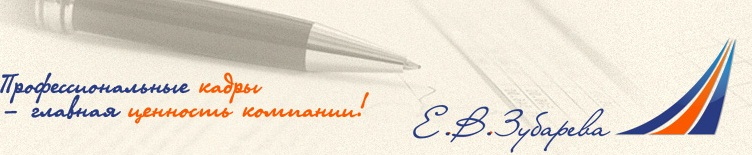 Профессиональные кадры
– главная ценность компании!
Е.В.Зубарева